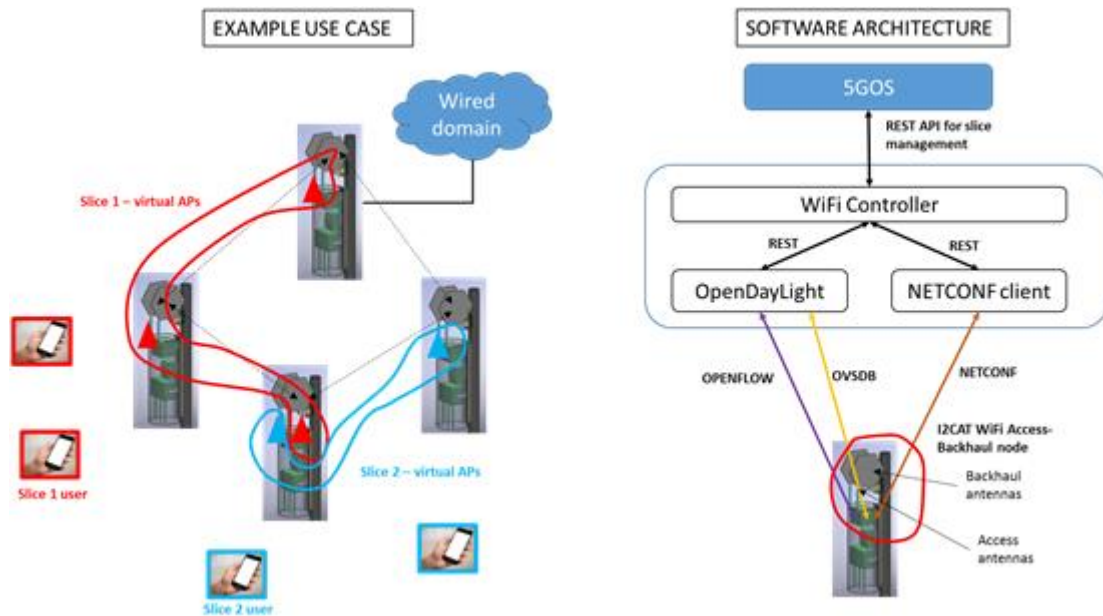 EXAMPLE USE CASE
Wired
domain
Slice 1 – virtual APs
Slice 2 – virtual APs
Slice 1 user
Slice 2 user
SOFTWARE ARCHITECTURE
5GOS
REST API for slice
management
WiFi Controller
REST
REST
OpenDayLight
NETCONF client
OPENFLOW
OVSDB
NETCONF
I2CAT WiFi Access-
Backhaul node
Backhaul
antennas
Access
antennas